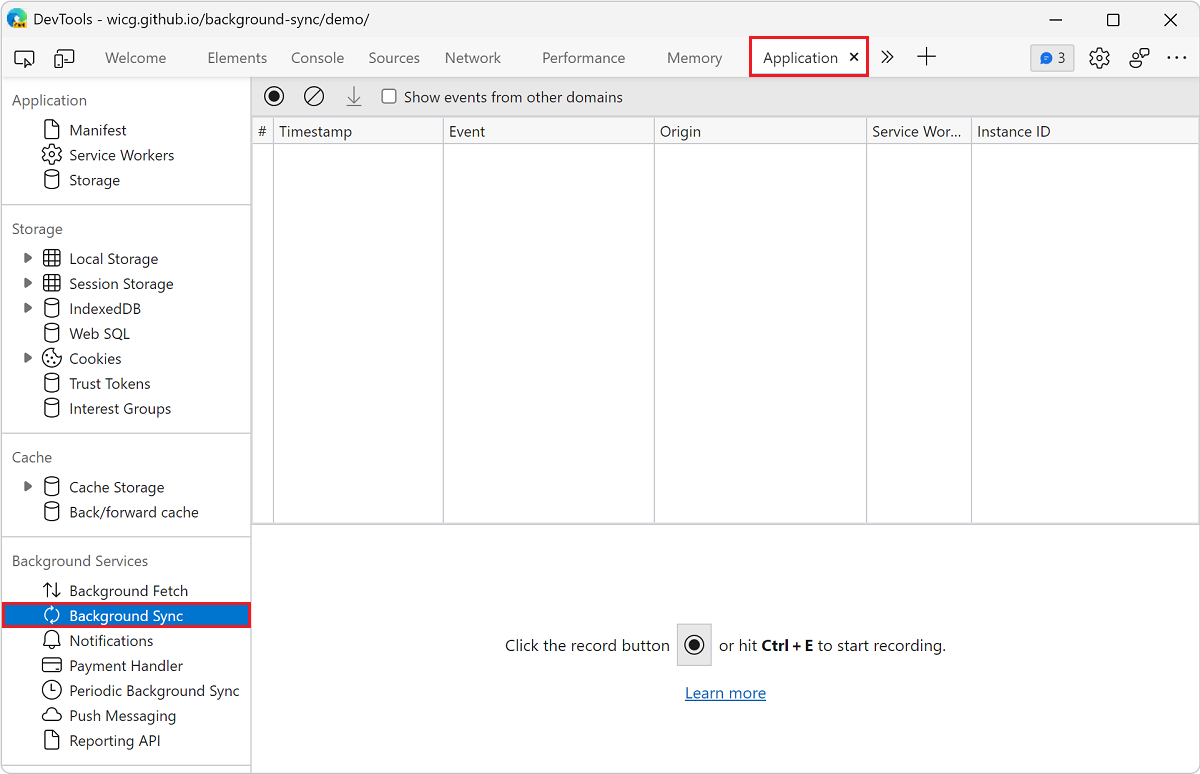 DevTools - wicg.github.io/background-sync/demo/
Welcome Elements Console Sources Network Performance Memory Application 3
Application
Manifest
Service Workers
Storage
Storage
Local Storage
Session Storage
IndexedDB
Web SQL
Cookies
Trust Tokens
Interest Groups
Cache
Cache Storage
Back/forward cache
Background Services
Background Fetch
Background Sync
Notifications
Payment Handler
Periodic Background Sync
Push Messaging
Reporting API
Show events from other domains
# Timestamp Event Origin Service Wor... Instance ID
Click the record button or hit Ctrl + E to start recording.
Learn more